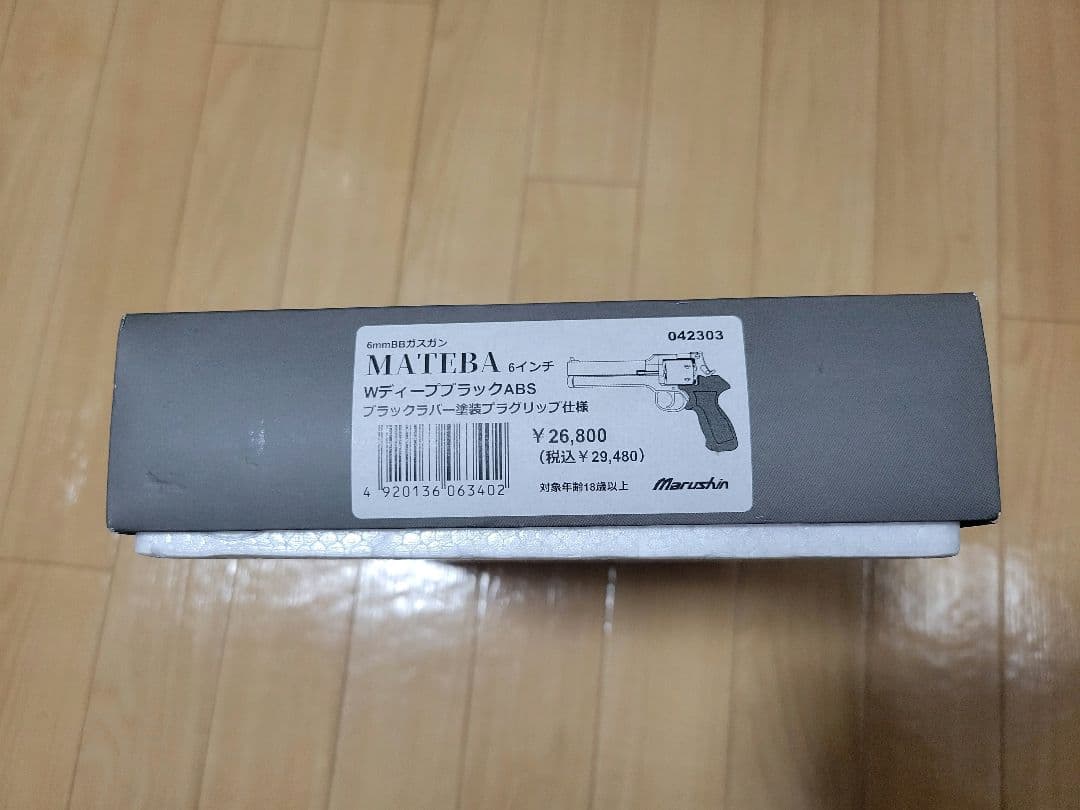 6mmBBガスガン
042303
MATEBA 6インチ
WディープブラックABS
ブラックラバー塗装プラグリップ仕様
￥26,800
(税込￥29,480)
4 920136 063402
対象年齢18歳以上
Marushin